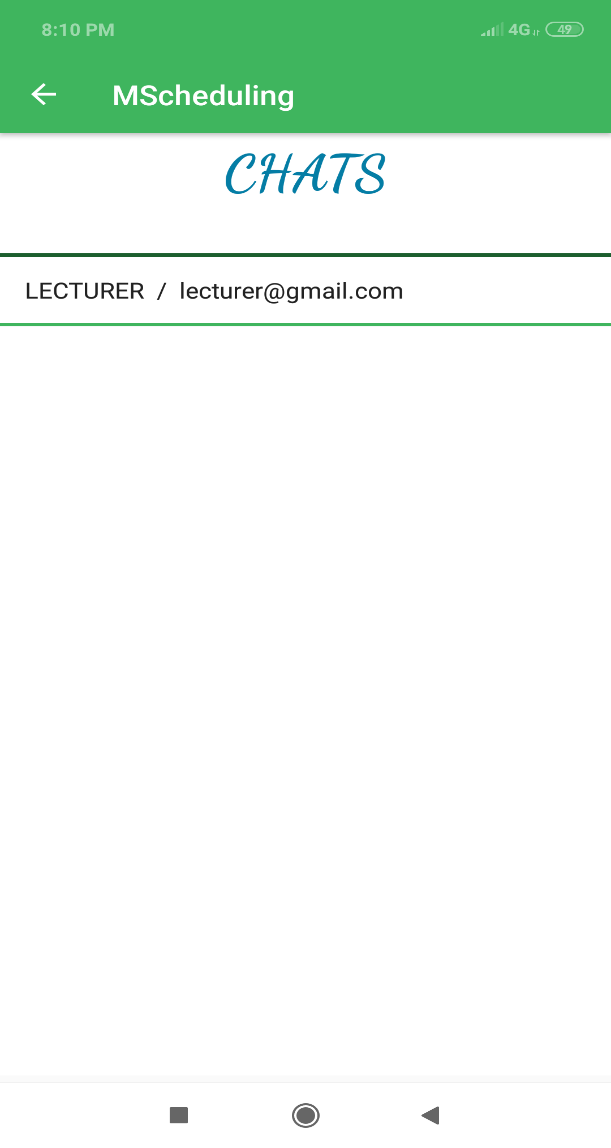 8:10 PM 4G 49
MScheduling
CHATS
LECTURER / lecturer@gmail.com